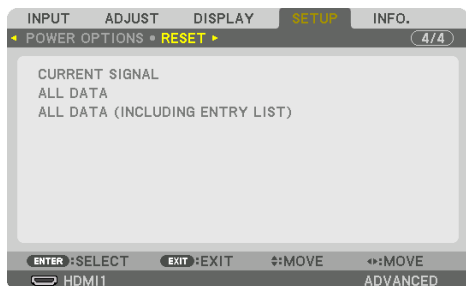 INPUT ADJUST DISPLAY SETUP INFO.
POWER OPTIONS • RESET 4/4
CURRENT SIGNAL
ALL DATA
ALL DATA (INCLUDING ENTRY LIST)
ENTER :SELECT EXIT :EXIT :MOVE :MOVE
HDMI1 ADVANCED